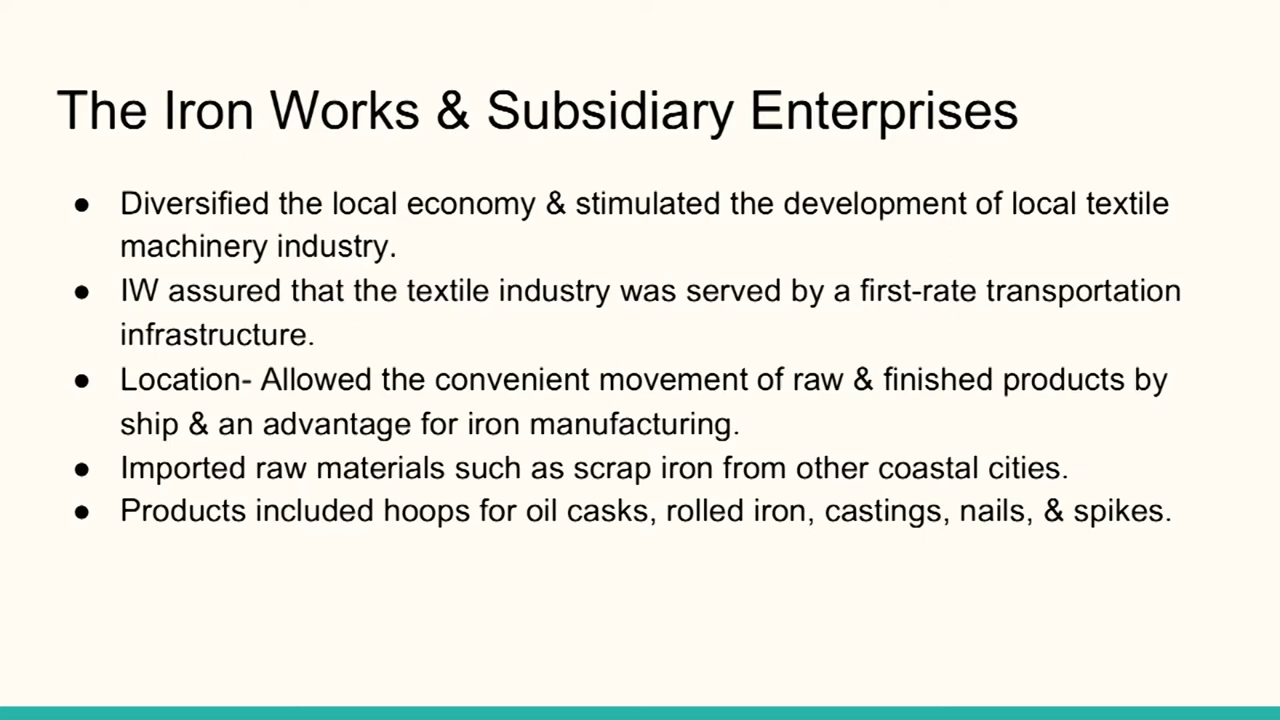 The Iron Works & Subsidiary Enterprises
● Diversified the local economy & stimulated the development of local textile
machinery industry.
● IW assured that the textile industry was served by a first-rate transportation
infrastructure.
● Location- Allowed the convenient movement of raw & finished products by
ship & an advantage for iron manufacturing.
● Imported raw materials such as scrap iron from other coastal cities.
● Products included hoops for oil casks, rolled iron, castings, nails, & spikes.